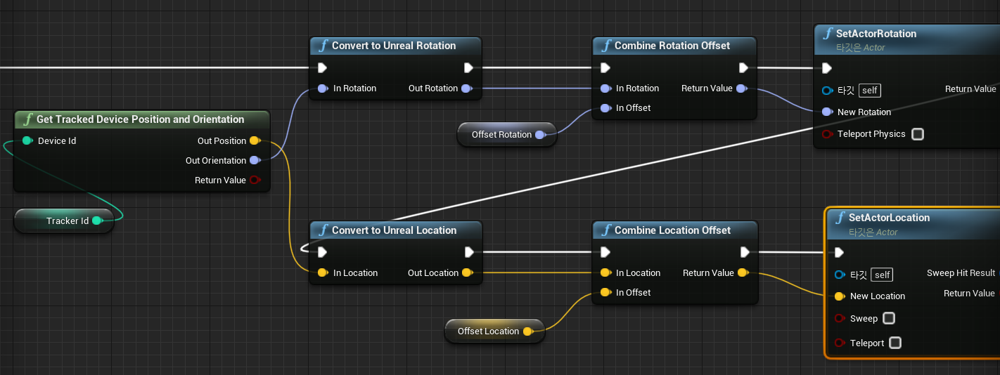 Convert to Unreal Rotation
In Rotation
Out Rotation
Combine Rotation Offset
In Rotation
Return Value
In Offset
Offset Rotation
SetActorRotation
타깃은 Actor
타깃 self
Return Value
New Rotation
Teleport Physics
Get Tracked Device Position and Orientation
Device Id
Out Position
Out Orientation
Return Value
Tracker Id
Convert to Unreal Location
In Location
Out Location
Combine Location Offset
In Location
Return Value
In Offset
Offset Location
SetActorLocation
타깃은 Actor
타깃 self
Sweep Hit Result
New Location
Return Value
Sweep
Teleport